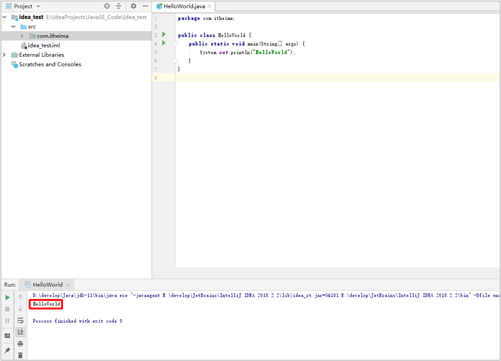 Project
idea_test E:\IdeaProjects\JavaSE_Code\idea_test
src
com.itheima
idea_test.iml
External Libraries
Scratches and Consoles
HelloWorld.java
1 package com.itheima;
2
3 public class HelloWorld {
4 public static void main(String[] args) {
5 System.out.println("HelloWorld");
6 }
7 }
8
Run: HelloWorld
D:\develop\Java\jdk-11\bin\java.exe "-javaagent:D:\develop\JetBrains\IntelliJ IDEA 2018.2.2\lib\idea_rt.jar=54101:D:\develop\JetBrains\IntelliJ IDEA 2018.2.2\bin" -Dfile.enc
HelloWorld
Process finished with exit code 0